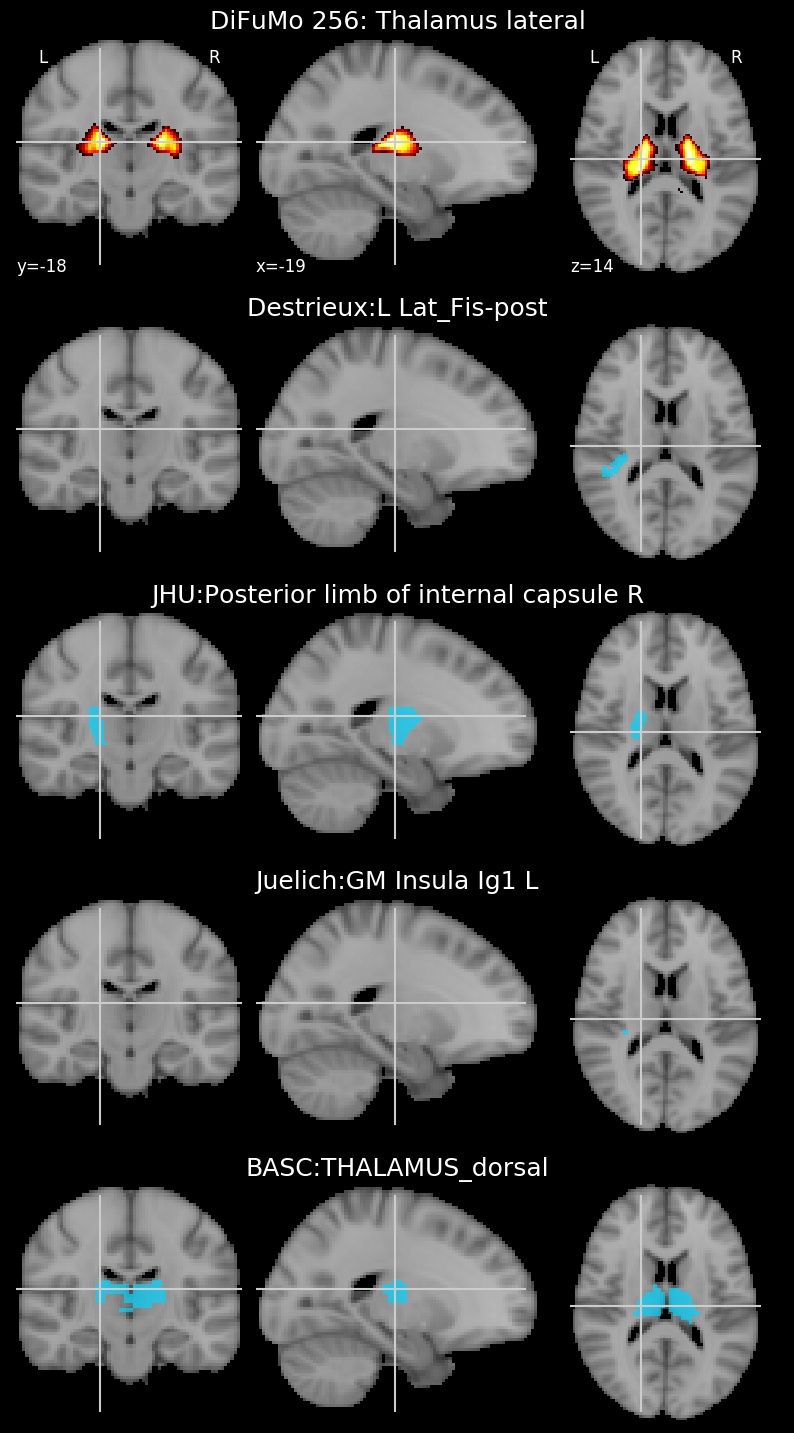 DiFuMo 256: Thalamus lateral
L R L R
y=-18 x=-19 z=14
Destrieux:L Lat_Fis-post
JHU:Posterior limb of internal capsule R
Juelich:GM Insula Ig1 L
BASC:THALAMUS_dorsal